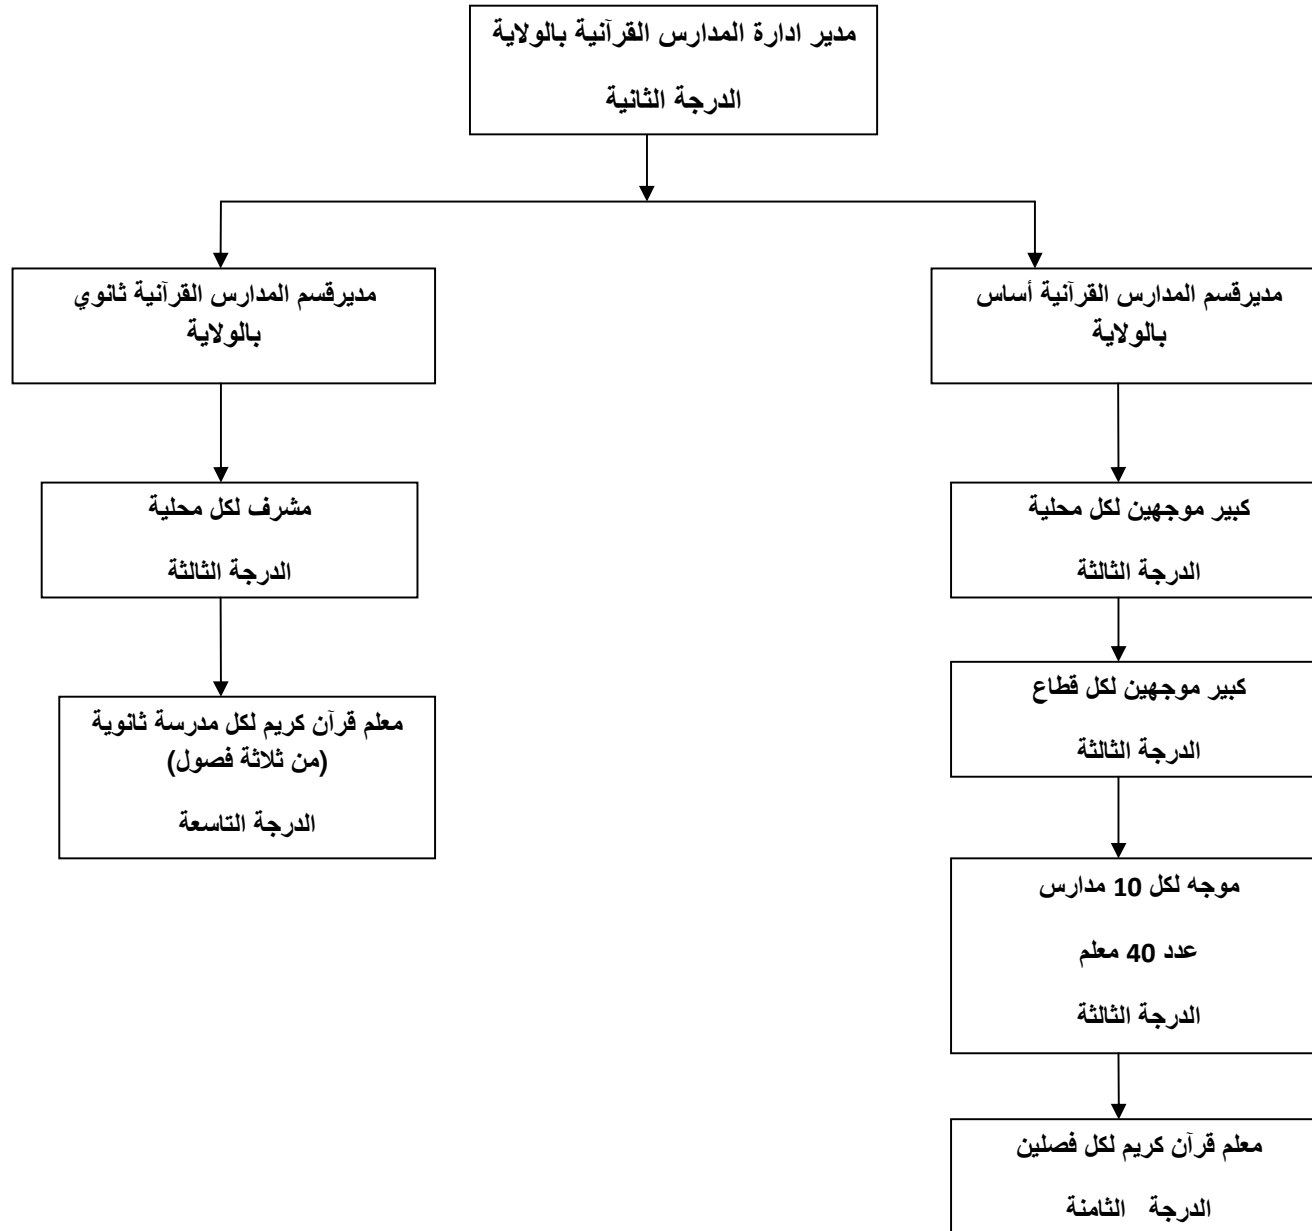 مدير ادارة المدارس القرآنية بالولاية
الدرجة الثانية
مديرقسم المدارس القرآنية أساس
بالولاية
مديرقسم المدارس القرآنية ثانوي
بالولاية
كبير موجهين لكل محلية
الدرجة الثالثة
مشرف لكل محلية
الدرجة الثالثة
كبير موجهين لكل قطاع
الدرجة الثالثة
معلم قرآن كريم لكل مدرسة ثانوية
(من ثلاثة فصول)
الدرجة التاسعة
موجه لكل 10 مدارس
عدد 40 معلم
الدرجة الثالثة
معلم قرآن كريم لكل فصلين
الدرجة الثامنة